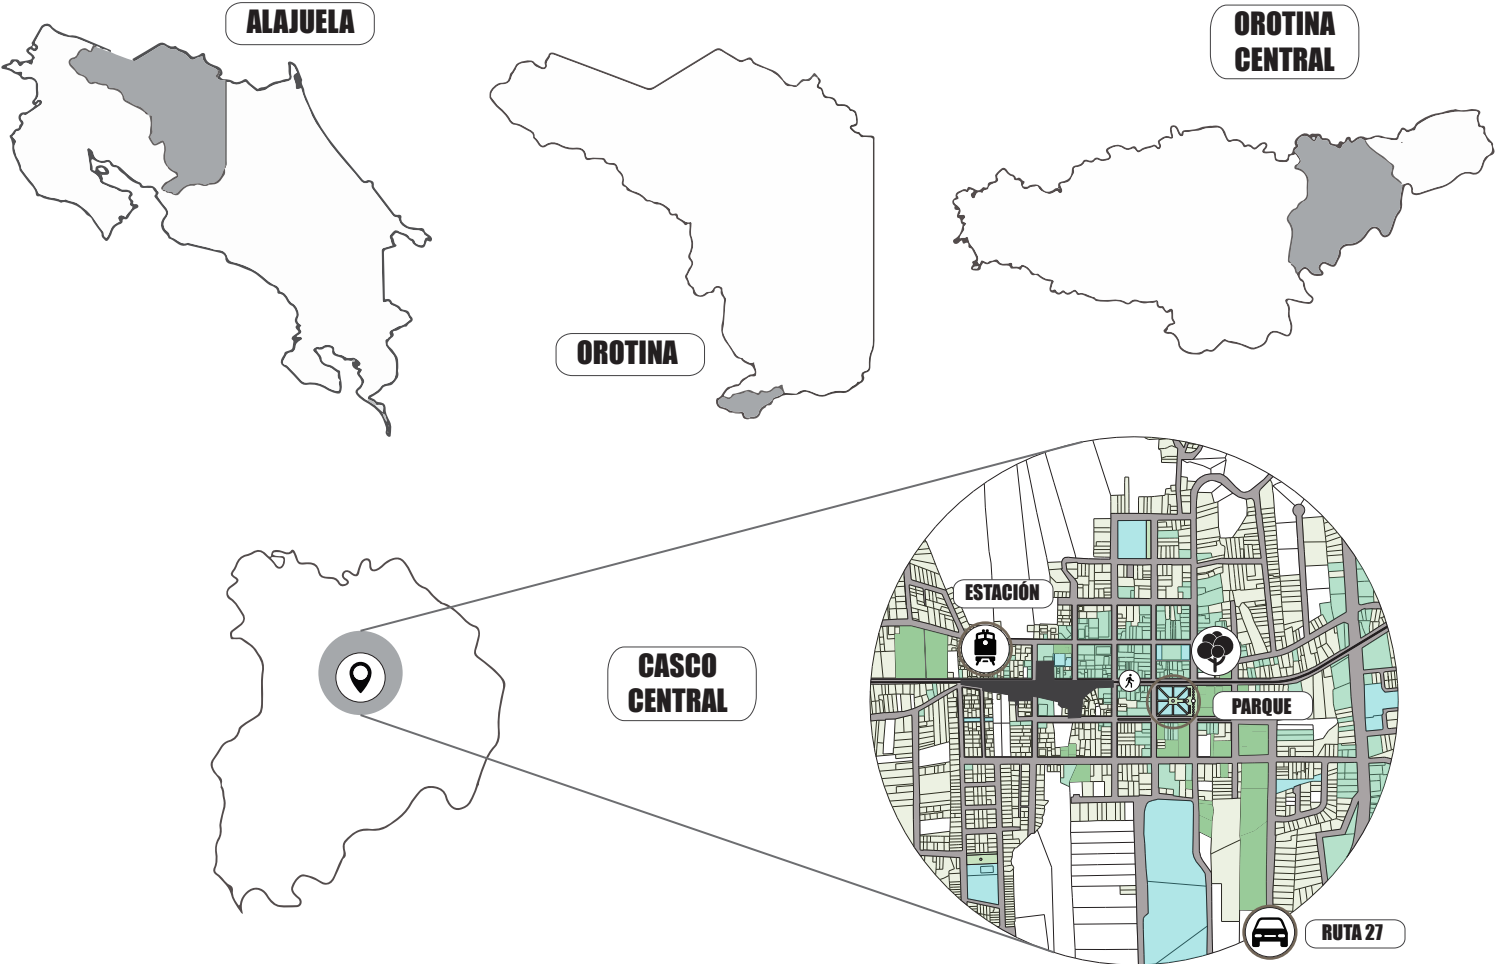 ALAJUELA
OROTINA
CENTRAL
OROTINA
ESTACIÓN
CASCO
CENTRAL
PARQUE
RUTA 27